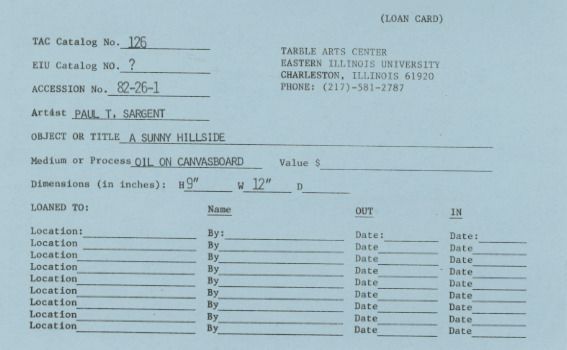 (LOAN CARD)
TAC Catalog No. 126
EIU Catalog NO. ?
ACCESSION No. 82-26-1
TARBLE ARTS CENTER
EASTERN ILLINOIS UNIVERSITY
CHARLESTON, ILLINOIS 61920
PHONE: (217)-581-2787
Artist PAUL T. SARGENT
OBJECT OR TITLE A SUNNY HILLSIDE
Medium or Process OIL ON CANVASBOARD Value $
Dimensions (in inches): H 9" W 12" D
LOANED TO: Name OUT IN
Location: By: Date: Date:
Location By Date Date
Location By Date Date
Location By Date Date
Location By Date Date
Location By Date Date
Location By Date Date
Location By Date Date
Location By Date Date